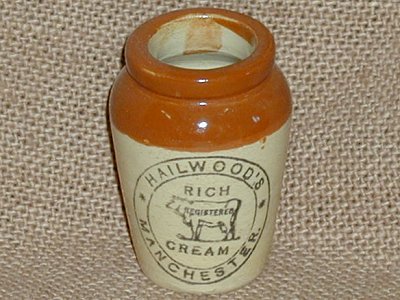 HAILWOOD'S
RICH
REGISTERED
CREAM
MANCHESTER.